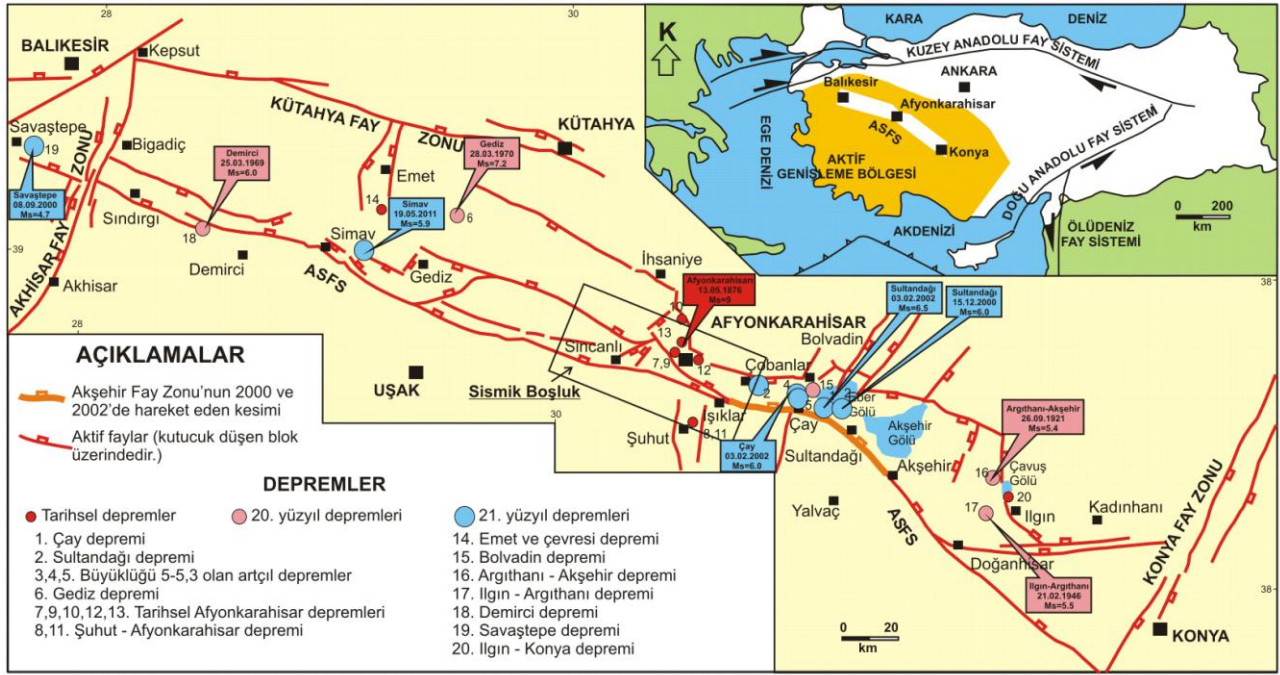 28
30
BALIKESİR
Kepsut
KÜTAHYA FAY
ZONU
KÜTAHYA
Savaştepe
19
Savaştepe
08.09.2000
Ms=4.7
Bigadiç
Demirci
25.03.1969
Ms=6.0
Gediz
28.03.1970
Ms=7.2
6
Emet
14
Simav
19.05.2011
Ms=5.9
Simav
Sındırgı
18
Demirci
Gediz
39
AKHİSAR FAY
ZONU
Akhisar
ASFS
28
İhsaniye
Afyonkarahisarı
13.05.1876
Ms=9
10
13
7,9
12
AFYONKARAHİSAR
Sincanlı
Sismik Boşluk
UŞAK
30
Şuhut
8,11
Işıklar
Çobanlar
2
Bolvadin
15
4
5
3
Eber
Gölü
Çay
Çay
03.02.2002
Ms=6.0
Sultandağı
03.02.2002
Ms=6.5
Sultandağı
15.12.2000
Ms=6.0
Sultandağı
Akşehir
Gölü
Akşehir
Yalvaç
ASFS
Argıthanı-Akşehir
26.09.1921
Ms=5.4
16
Çavuş
Gölü
20
17
Ilgın
Kadınhanı
Doğanhisar
Ilgın-Argıthanı
21.02.1946
Ms=5.5
KONYA FAY ZONU
KONYA
38
38
0 20
km
K
KARA
DENİZ
KUZEY ANADOLU FAY SİSTEMİ
ANKARA
Balıkesir
Afyonkarahisar
ASFS
Konya
AKTİF
GENİŞLEME BÖLGESİ
EGE DENİZİ
DOĞU ANADOLU FAY SİSTEMİ
AKDENİZİ
ÖLÜDENİZ
FAY SİSTEMİ
0 200
km
AÇIKLAMALAR
Akşehir Fay Zonu'nun 2000 ve
2002'de hareket eden kesimi
Aktif faylar (kutucuk düşen blok
üzerindedir.)
DEPREMLER
Tarihsel depremler
20. yüzyıl depremleri
21. yüzyıl depremleri
1. Çay depremi
2. Sultandağı depremi
3,4,5. Büyüklüğü 5-5,3 olan artçıl depremler
6. Gediz depremi
7,9,10,12,13. Tarihsel Afyonkarahisar depremleri
8,11. Şuhut - Afyonkarahisar depremi
14. Emet ve çevresi depremi
15. Bolvadin depremi
16. Argıthanı - Akşehir depremi
17. Ilgın - Argıthanı depremi
18. Demirci depremi
19. Savaştepe depremi
20. Ilgın - Konya depremi